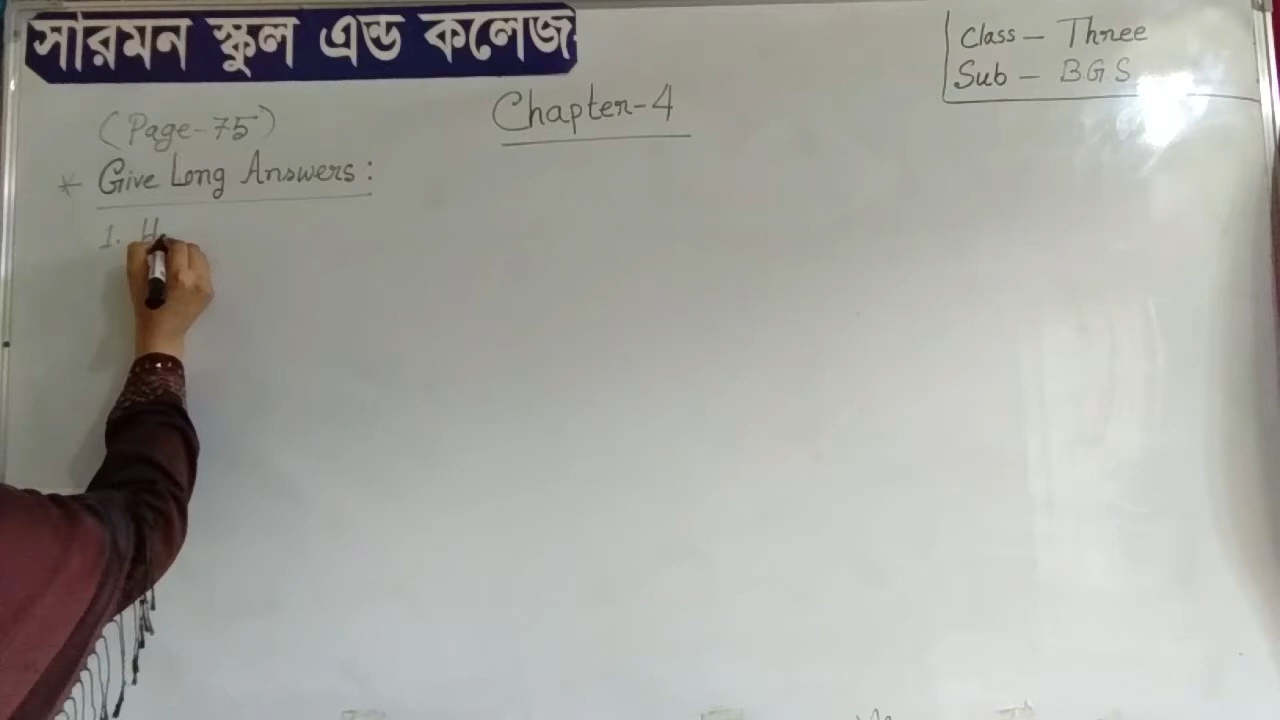 সারমন স্কুল এন্ড কলেজ
Class - Three
Sub - BGS
Chapter-4
(Page-75)
* Give Long Answers:
1. H